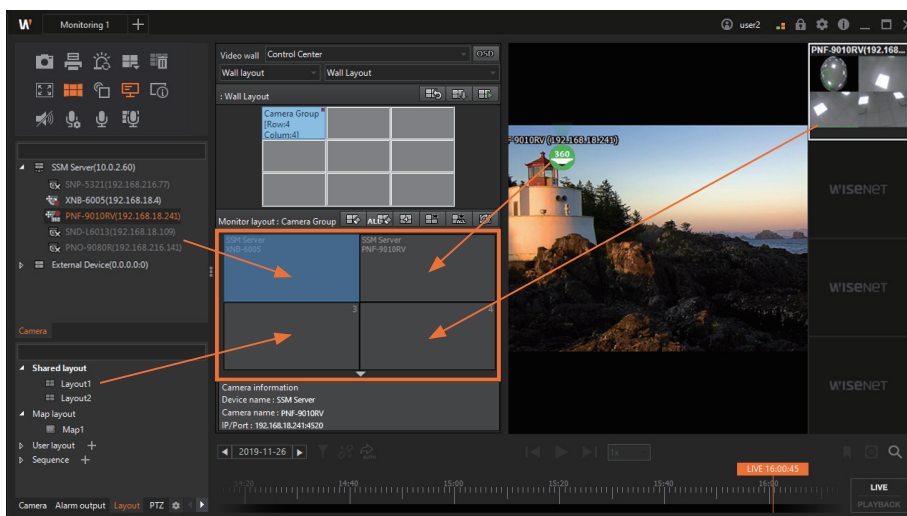 W Monitoring 1 user2
Video wall Control Center OSD
Wall layout Wall Layout
: Wall Layout
Camera Group
[Row:4
Colum:4]
SSM Server(10.0.2.60)
SNP-5321(192.168.216.77)
XNB-6005(192.168.18.4)
PNF-9010RV(192.168.18.241)
SND-L6013(192.168.18.109)
PNO-9080R(192.168.216.141)
External Device(0.0.0.0:0)
Camera
Monitor layout : Camera Group ALL
SSM Server
XNB-6005
SSM Server
PNF-9010RV
3
4
Camera information
Device name : SSM Server
Camera name : PNF-9010RV
IP/Port : 192.168.18.241:4520
Shared layout
Layout1
Layout2
Map layout
Map1
User layout +
Sequence +
Camera Alarm output Layout PTZ
-9010RV (192.168.18.241)
360
PNF-9010RV(192.168...
WISENET
WISENET
WISENET
2019-11-26
1x
LIVE 16:00:45
14:20 14:40 15:00 15:20 15:40 16:00
LIVE
PLAYBACK